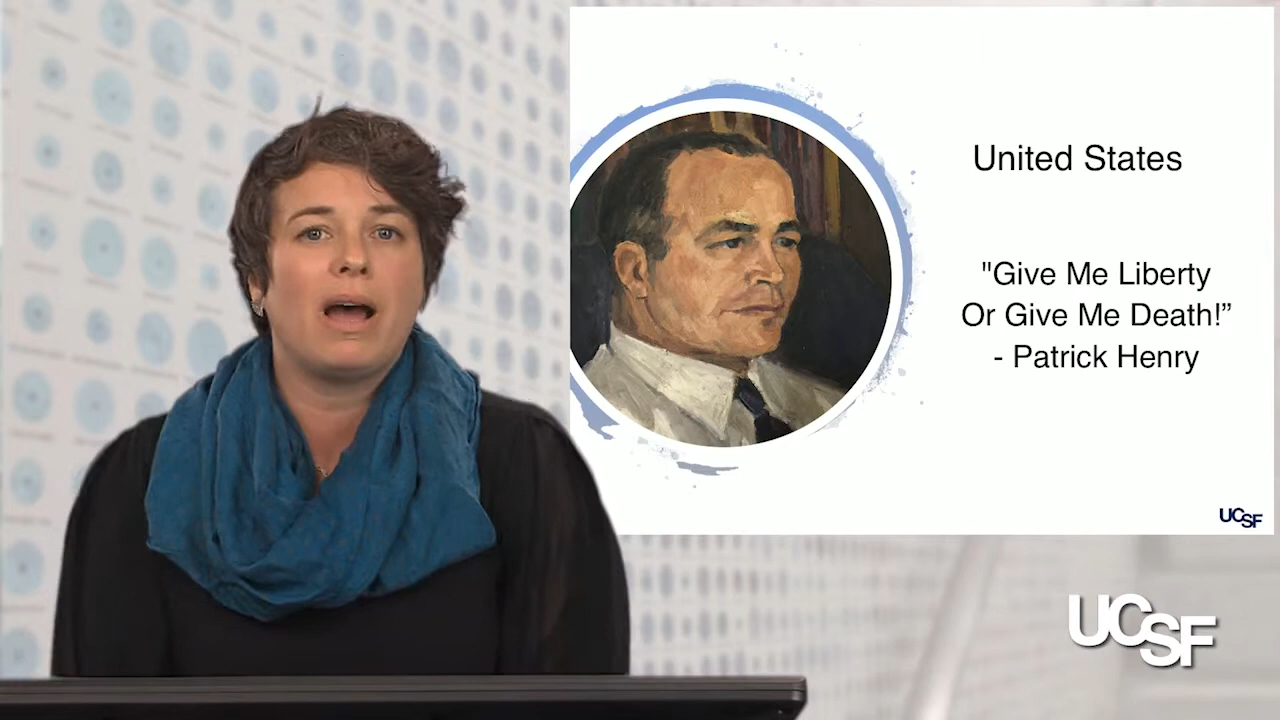 United States
"Give Me Liberty
Or Give Me Death!”
- Patrick Henry
UCSF
UCSF